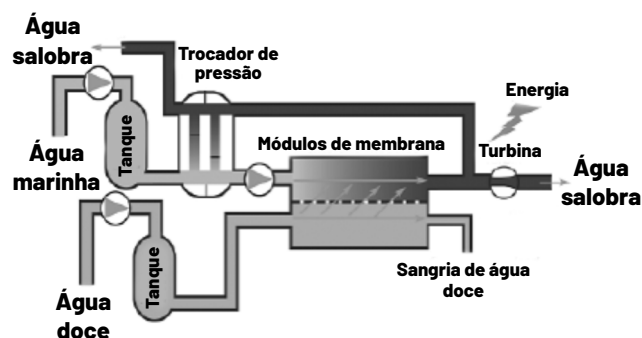 Água
salobra
Trocador de
pressão
Energia
Tanque
Módulos de membrana
Turbina
Água
marinha
Água
salobra
Tanque
Sangria de água
doce
Água
doce